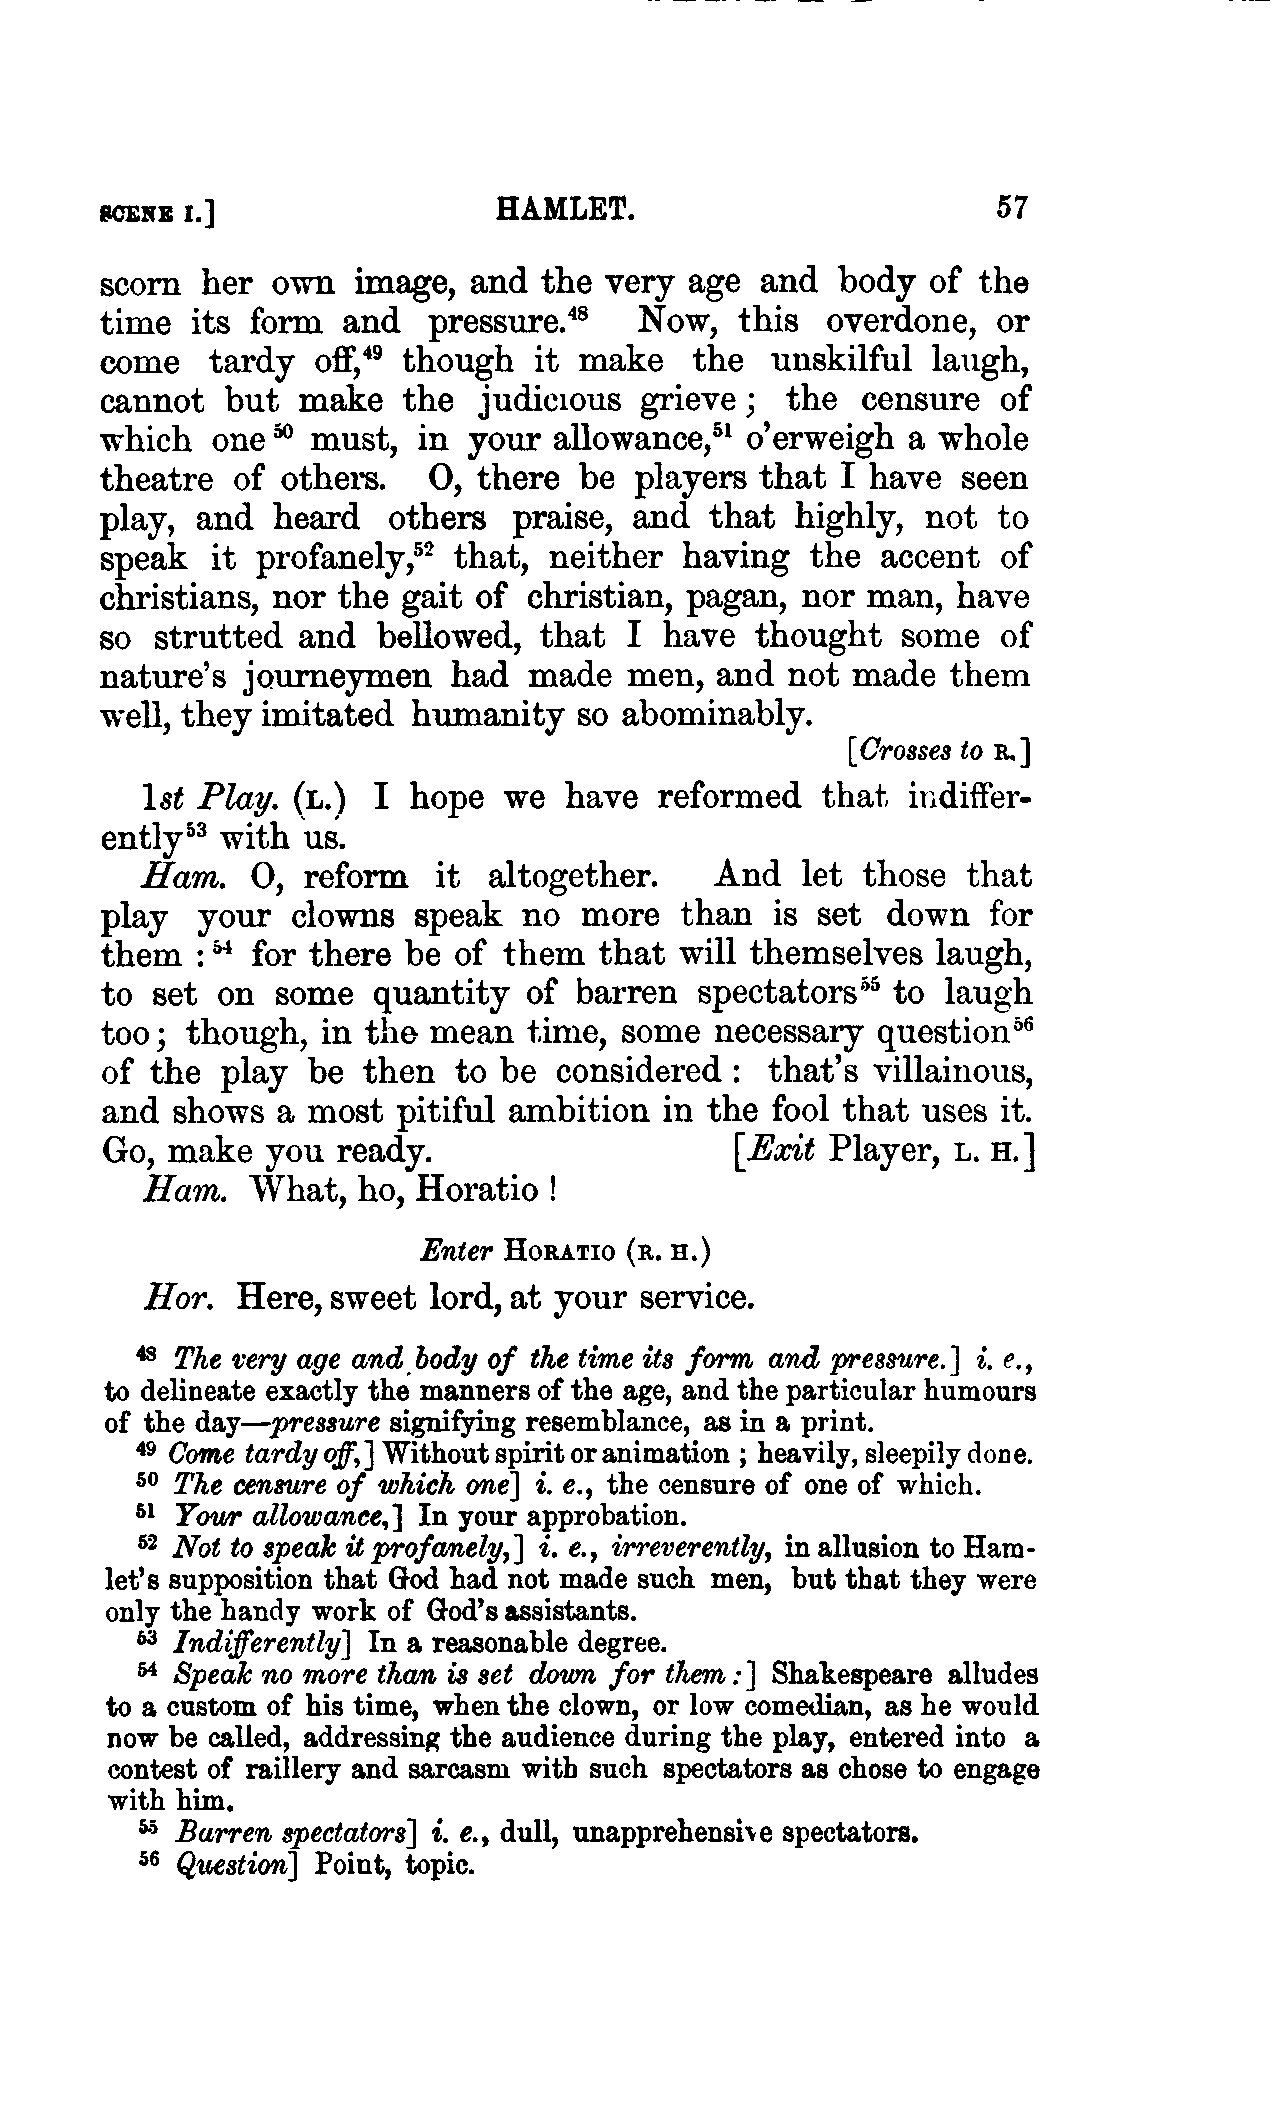 SCENE I.] HAMLET. 57
scorn her own image, and the very age and body of the
time its form and pressure.⁴⁸ Now, this overdone, or
come tardy off,⁴⁹ though it make the unskilful laugh,
cannot but make the judicious grieve; the censure of
which one⁵⁰ must, in your allowance,⁵¹ o'erweigh a whole
theatre of others. O, there be players that I have seen
play, and heard others praise, and that highly, not to
speak it profanely,⁵² that, neither having the accent of
christians, nor the gait of christian, pagan, nor man, have
so strutted and bellowed, that I have thought some of
nature's journeymen had made men, and not made them
well, they imitated humanity so abominably.
[Crosses to R.]
1st Play. (L.) I hope we have reformed that indiffer-
ently⁵³ with us.
Ham. O, reform it altogether. And let those that
play your clowns speak no more than is set down for
them :⁵⁴ for there be of them that will themselves laugh,
to set on some quantity of barren spectators⁵⁵ to laugh
too; though, in the mean time, some necessary question⁵⁶
of the play be then to be considered : that's villainous,
and shows a most pitiful ambition in the fool that uses it.
Go, make you ready. [Exit Player, L. H.]
Ham. What, ho, Horatio !
Enter HORATIO (R. H.)
Hor. Here, sweet lord, at your service.
⁴⁸ The very age and body of the time its form and pressure.] i. e.,
to delineate exactly the manners of the age, and the particular humours
of the day—pressure signifying resemblance, as in a print.
⁴⁹ Come tardy off,] Without spirit or animation ; heavily, sleepily done.
⁵⁰ The censure of which one] i. e., the censure of one of which.
⁵¹ Your allowance,] In your approbation.
⁵² Not to speak it profanely,] i. e., irreverently, in allusion to Ham-
let's supposition that God had not made such men, but that they were
only the handy work of God's assistants.
⁵³ Indifferently] In a reasonable degree.
⁵⁴ Speak no more than is set down for them :] Shakespeare alludes
to a custom of his time, when the clown, or low comedian, as he would
now be called, addressing the audience during the play, entered into a
contest of raillery and sarcasm with such spectators as chose to engage
with him.
⁵⁵ Barren spectators] i. e., dull, unapprehensive spectators.
⁵⁶ Question] Point, topic.